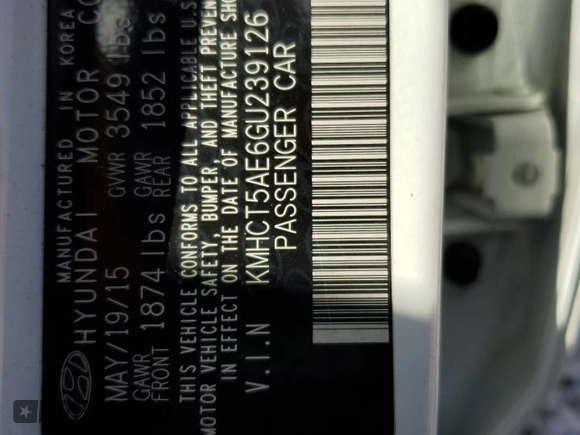 MANUFACTURED IN KOREA
HYUNDAI MOTOR CO
MAY/19/15 GVWR 3549 lbs
GAWR FRONT 1874 lbs GAWR REAR 1852 lbs
THIS VEHICLE CONFORMS TO ALL APPLICABLE U.S
MOTOR VEHICLE SAFETY, BUMPER, AND THEFT PREVEN
IN EFFECT ON THE DATE OF MANUFACTURE SHO
V.I.N KMHCT5AE6GU239126
PASSENGER CAR